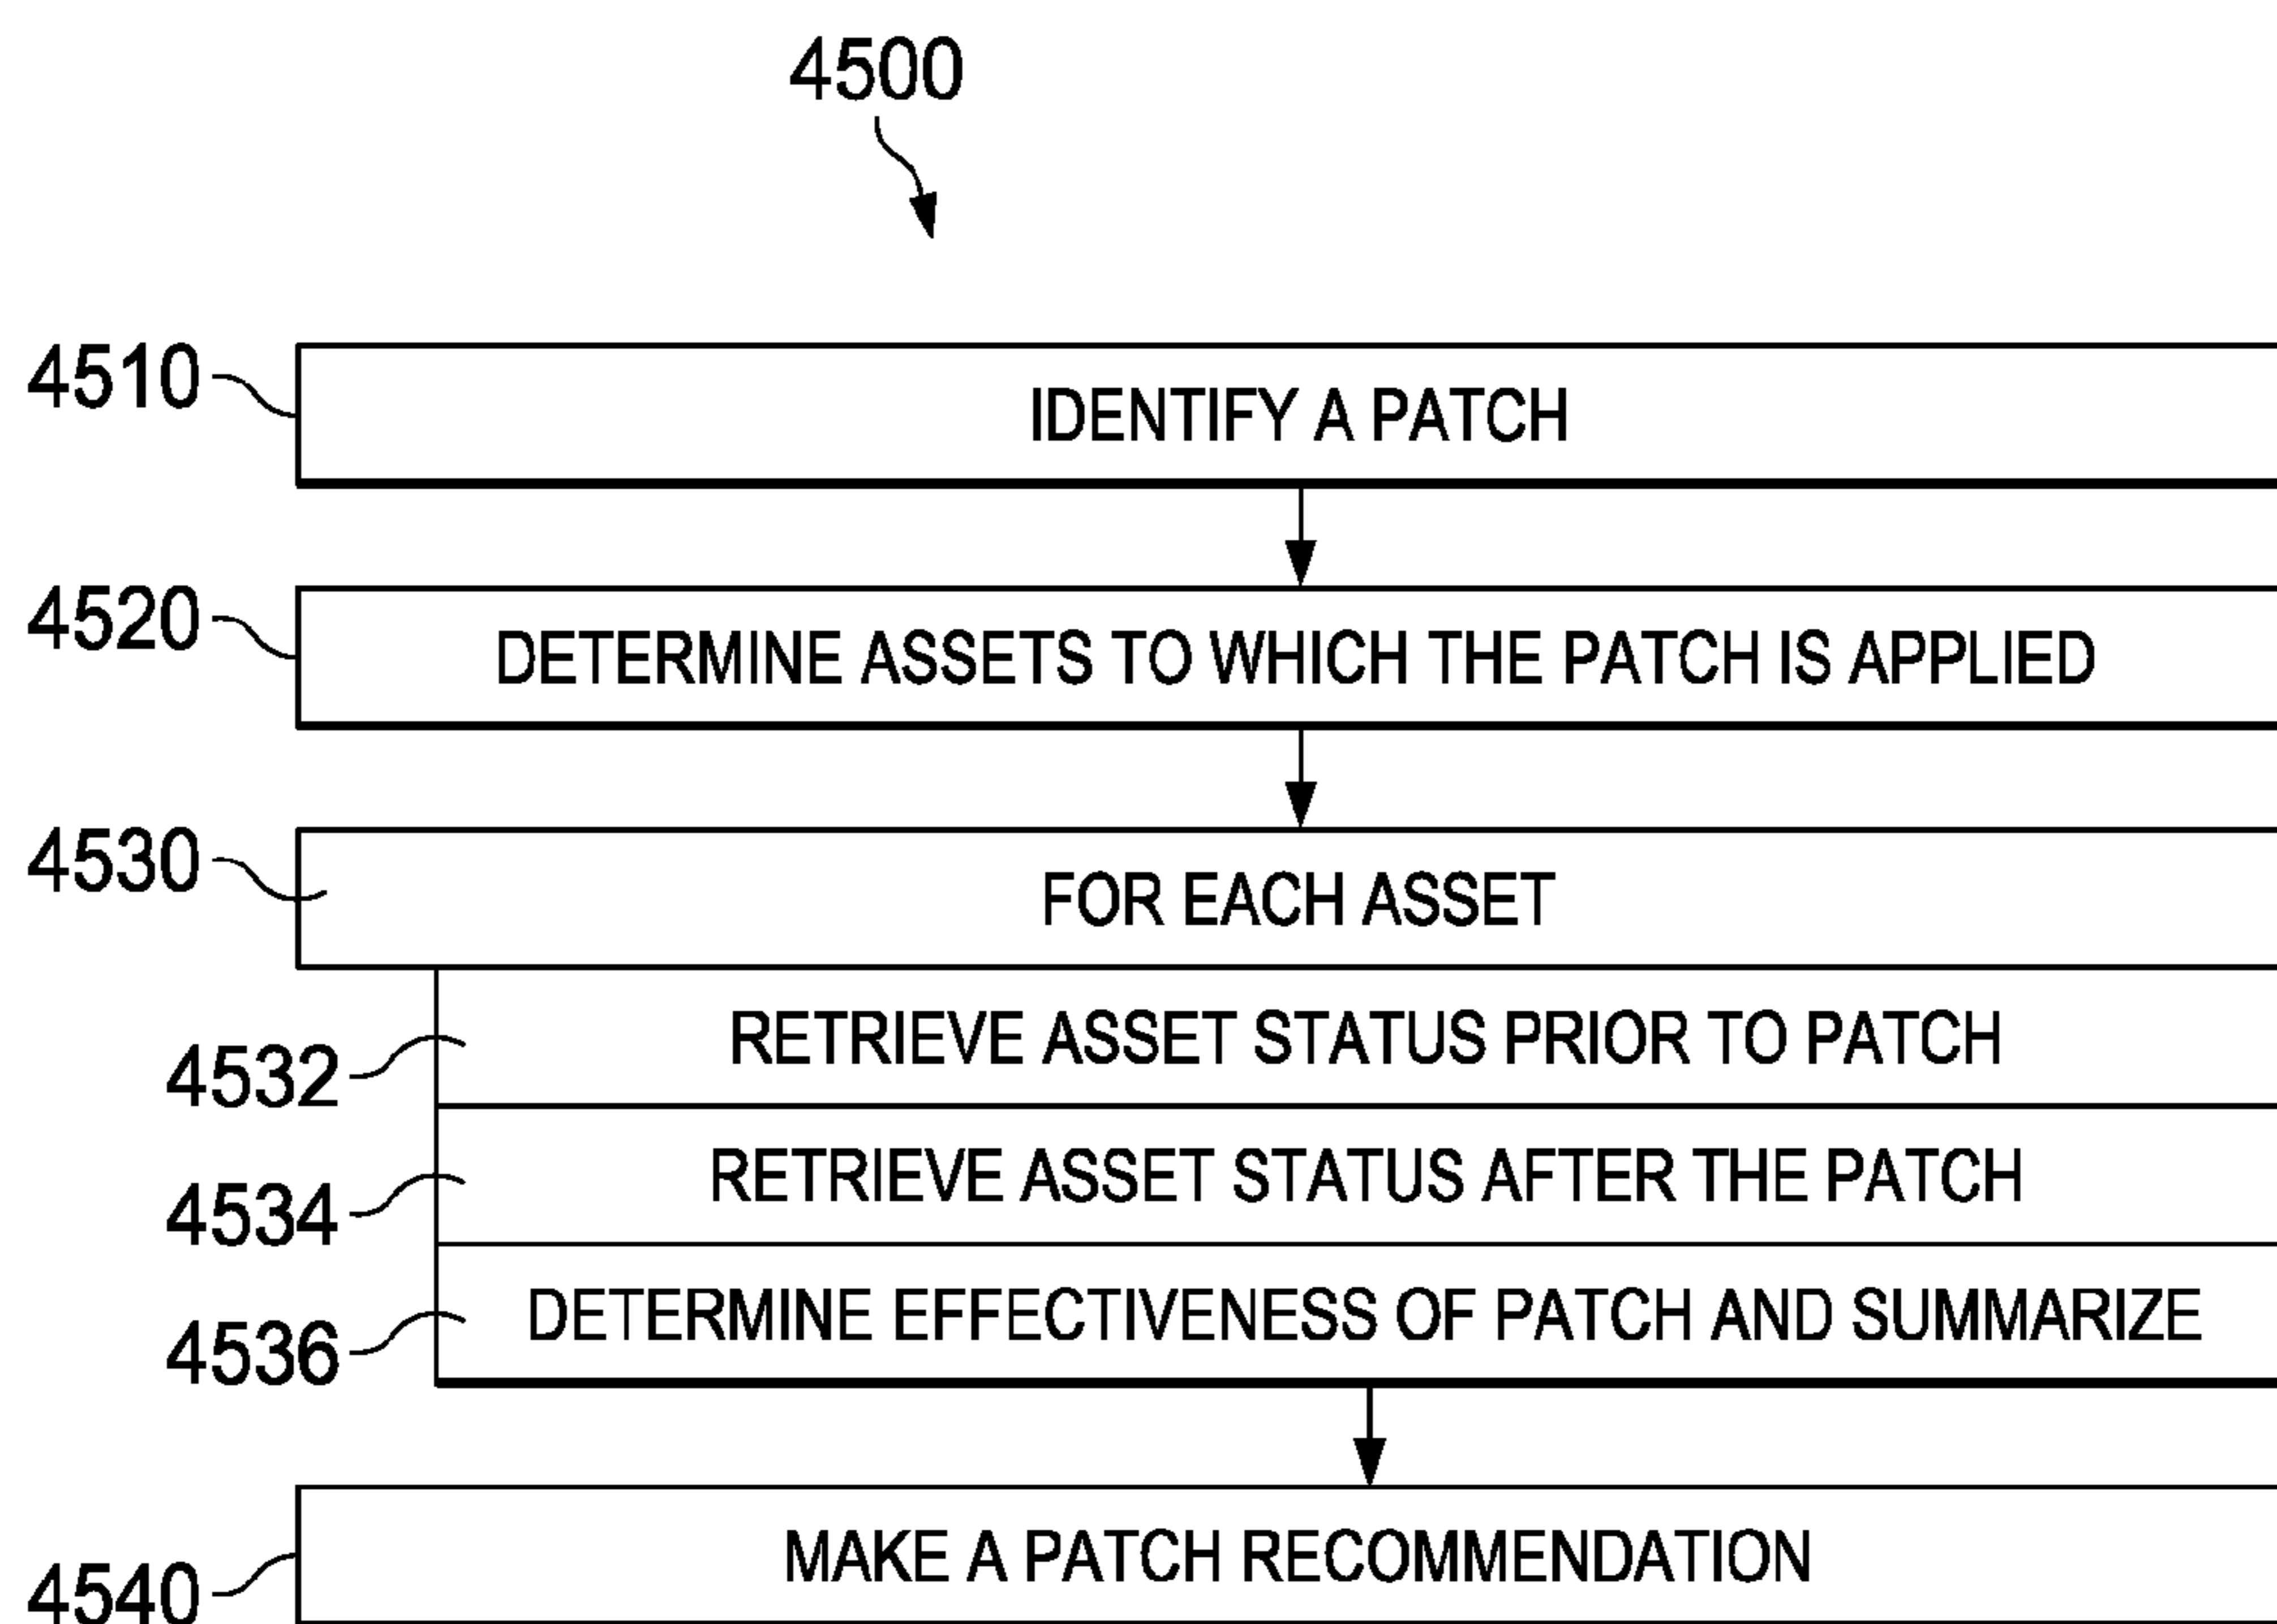 4500
4510
IDENTIFY A PATCH
4520
DETERMINE ASSETS TO WHICH THE PATCH IS APPLIED
4530
FOR EACH ASSET
4532
RETRIEVE ASSET STATUS PRIOR TO PATCH
4534
RETRIEVE ASSET STATUS AFTER THE PATCH
4536
DETERMINE EFFECTIVENESS OF PATCH AND SUMMARIZE
4540
MAKE A PATCH RECOMMENDATION